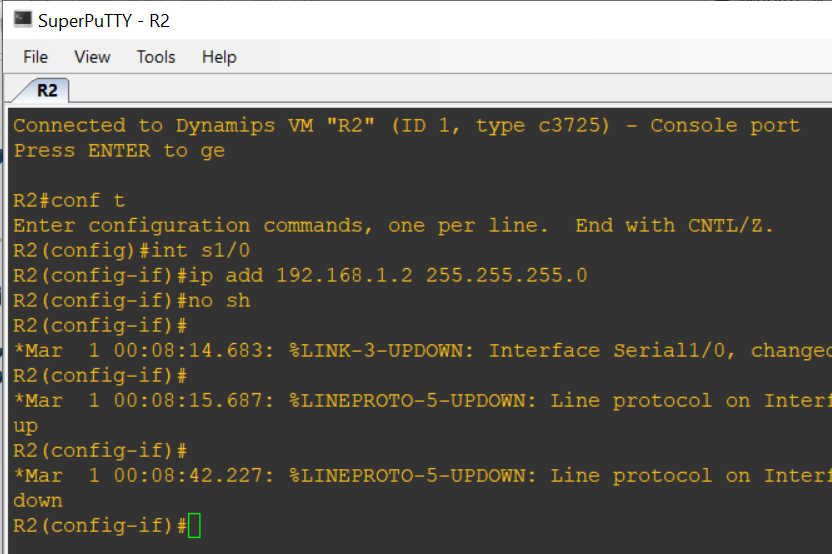 SuperPuTTY - R2
File View Tools Help
R2
Connected to Dynamips VM "R2" (ID 1, type c3725) - Console port
Press ENTER to ge
R2#conf t
Enter configuration commands, one per line.  End with CNTL/Z.
R2(config)#int s1/0
R2(config-if)#ip add 192.168.1.2 255.255.255.0
R2(config-if)#no sh
R2(config-if)#
*Mar  1 00:08:14.683: %LINK-3-UPDOWN: Interface Serial1/0, changed
R2(config-if)#
*Mar  1 00:08:15.687: %LINEPROTO-5-UPDOWN: Line protocol on Interf
up
R2(config-if)#
*Mar  1 00:08:42.227: %LINEPROTO-5-UPDOWN: Line protocol on Interf
down
R2(config-if)#